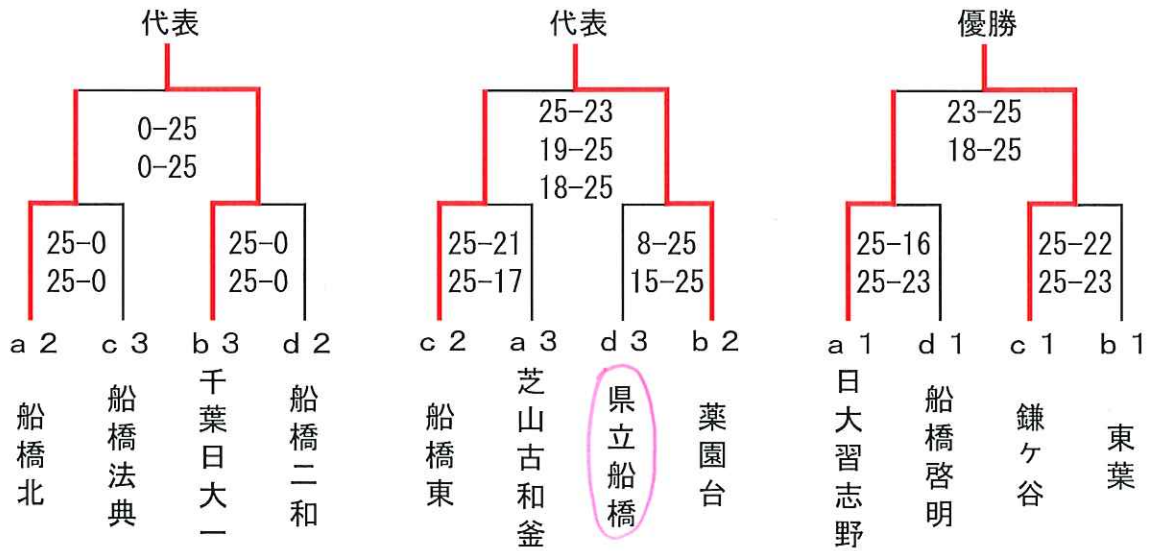 代表
0-25
0-25
25-0
25-0
25-0
25-0
a 2
c 3
b 3
d 2
船橋北
船橋法典
千葉日大一
船橋二和
代表
25-23
19-25
18-25
25-21
25-17
8-25
15-25
c 2
a 3
d 3
b 2
船橋東
芝山古和釜
県立船橋
薬園台
優勝
23-25
18-25
25-16
25-23
25-22
25-23
a 1
d 1
c 1
b 1
日大習志野
船橋啓明
鎌ケ谷
東葉